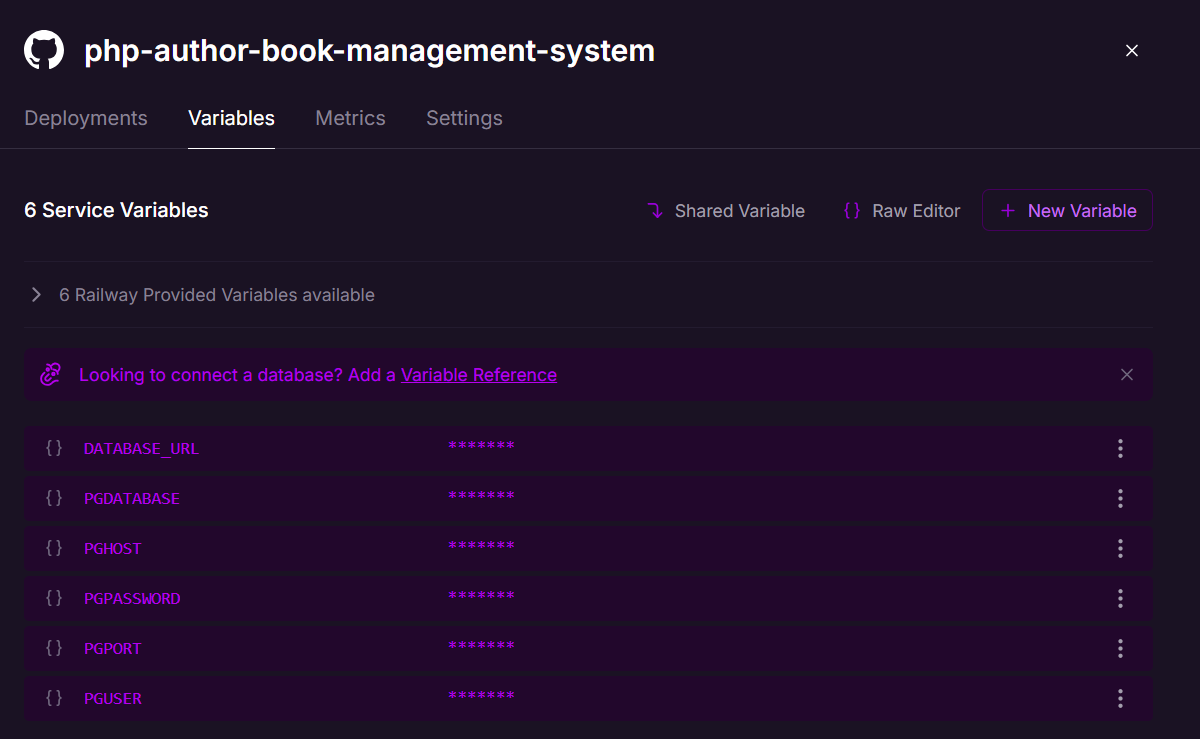 php-author-book-management-system
Deployments Variables Metrics Settings
6 Service Variables Shared Variable {} Raw Editor + New Variable
6 Railway Provided Variables available
Looking to connect a database? Add a Variable Reference
{} DATABASE_URL *******
{} PGDATABASE *******
{} PGHOST *******
{} PGPASSWORD *******
{} PGPORT *******
{} PGUSER *******